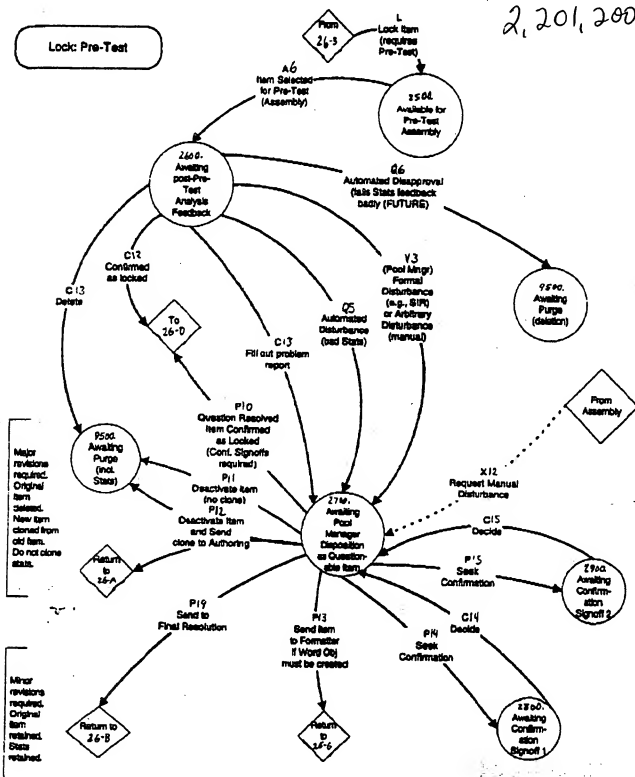 2,201,200
Lock: Pre-Test
From
26-3
L
Lock Item
(requires
Pre-Test)
A6
Item Selected
for Pre-Test
(Assembly)
2500.
Available for
Pre-Test
Assembly
2600.
Awaiting
post-Pre-
Test
Analysis
Feedback
Q6
Automated Disapproval
(fails Stats feedback
badly (FUTURE)
V3
(Pool Mngr)
Formal
Disturbance
(e.g., SIR)
or Arbitrary
Disturbance
(manual)
9500.
Awaiting
Purge
(deletion)
C12
Confirmed
as locked
C13
Delete
To
26-D
Q5
Automated
Disturbance
(bad Stats)
C13
Fill out problem
report
From
Assembly
P10
Question Resolved
Item Confirmed
as Locked
(Conf. Signoffs
required)
9500.
Awaiting
Purge
(incl.
Stats)
Major
revisions
required.
Original
item
deleted.
New item
cloned from
old item.
Do not clone
stats.
P11
Deactivate Item
(no clone)
P12
Deactivate Item
and Send
clone to Authoring
X12
Request Manual
Disturbance
2710.
Awaiting
Pool
Manager
Disposition
as Question-
able Item
C15
Decide
P15
Seek
Confirmation
2900.
Awaiting
Confirm-
ation
Signoff 2
Return
to
26-A
P19
Send to
Final Resolution
P13
Send Item
to Formatter
if Word Obj
must be created
P14
Seek
Confirmation
C14
Decide
Minor
revisions
required.
Original
item
retained.
Stats
retained.
Return to
26-B
Return to
2800.
Awaiting
Confirm-
ation
Signoff 1